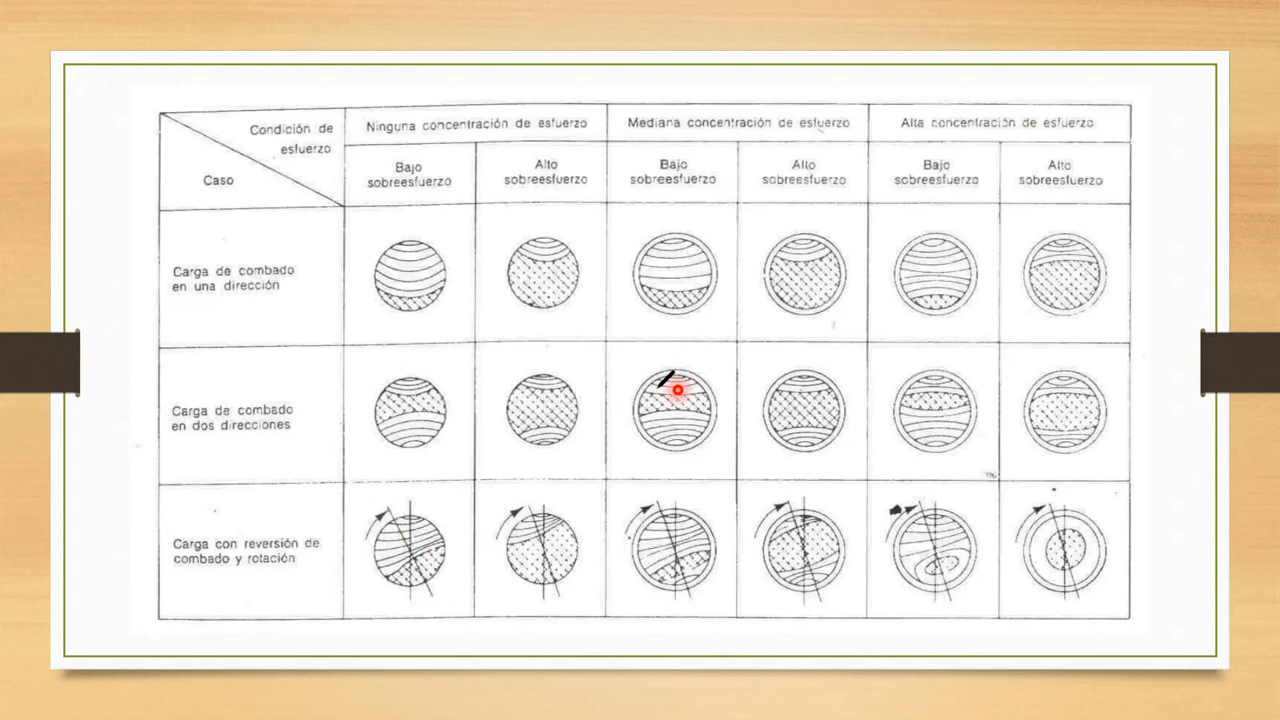 Condición de
esfuerzo
Caso
Ninguna concentración de esfuerzo
Mediana concentración de esfuerzo
Alta concentración de esfuerzo
Bajo
sobreesfuerzo
Alto
sobreesfuerzo
Bajo
sobreesfuerzo
Alto
sobreesfuerzo
Bajo
sobreesfuerzo
Alto
sobreesfuerzo
Carga de combado
en una dirección
Carga de combado
en dos direcciones
Carga con reversión de
combado y rotación